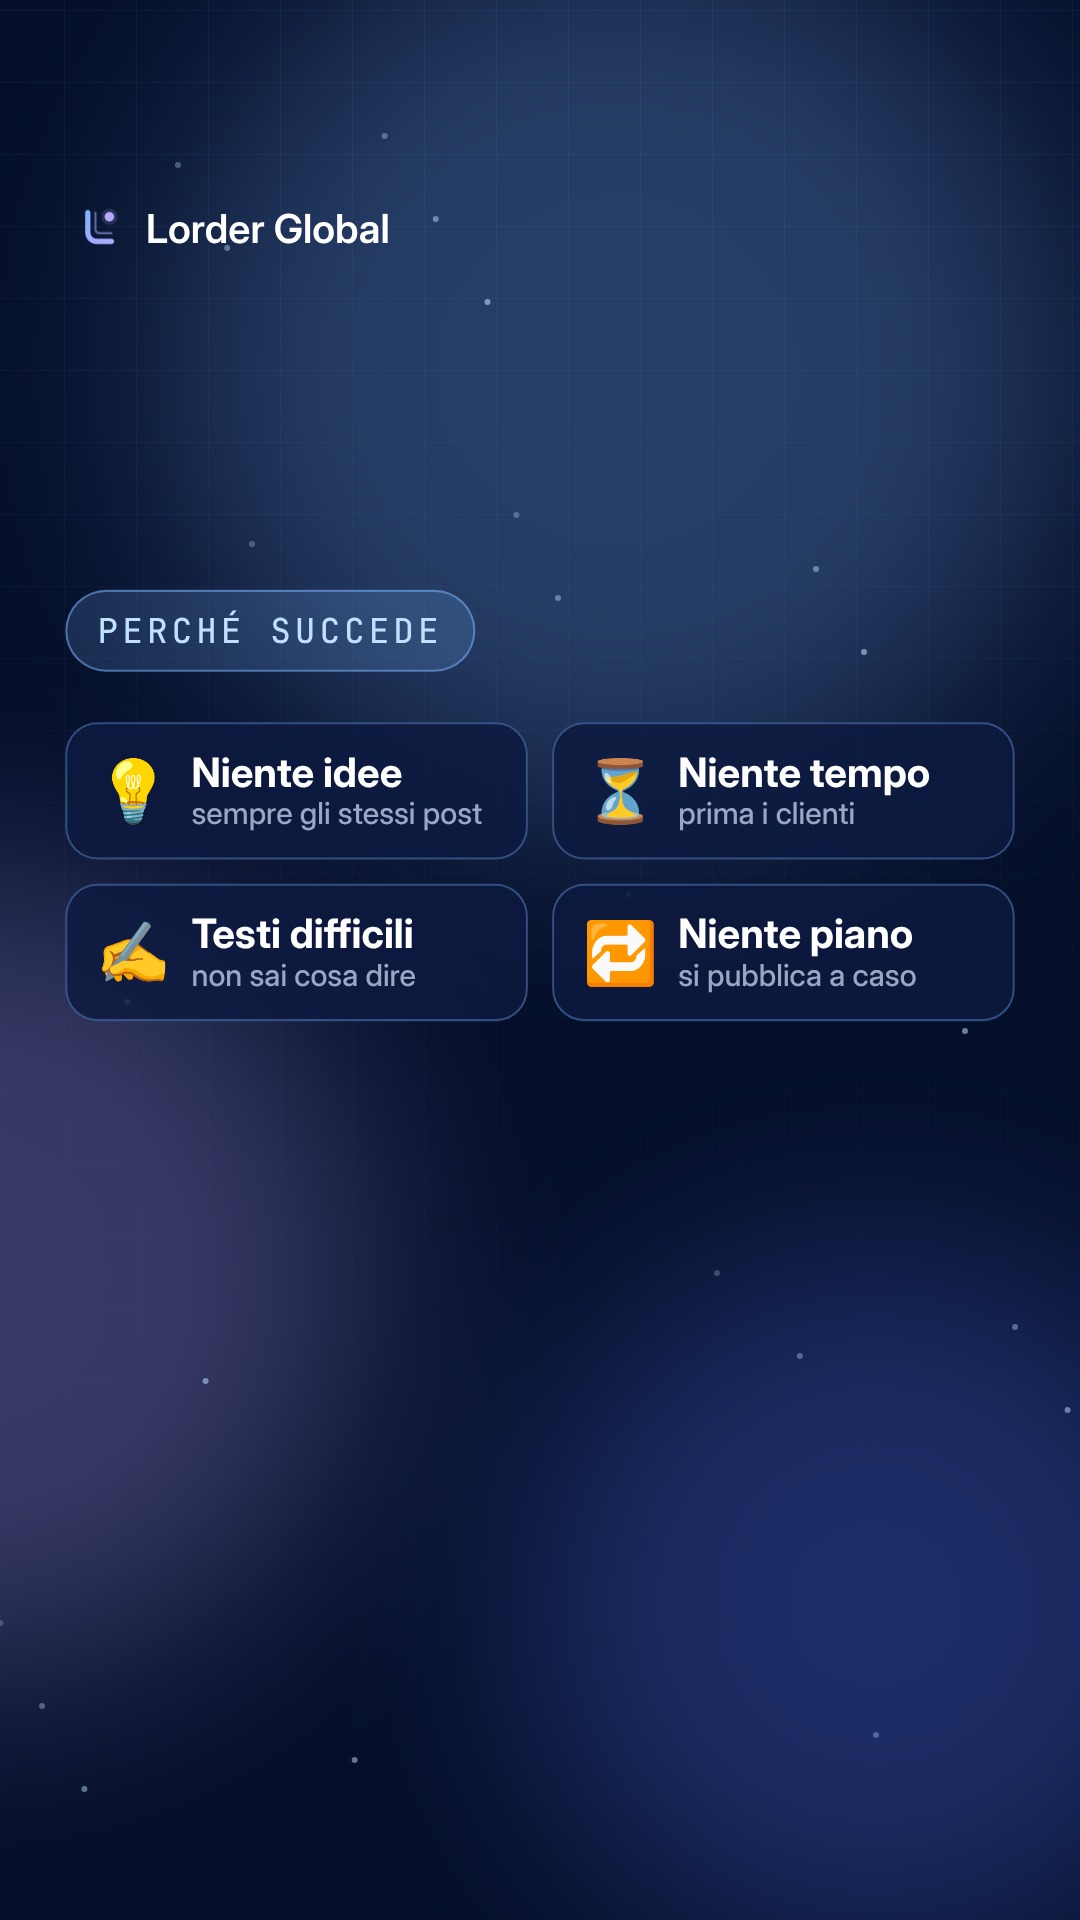 Lorder Global
PERCHÉ SUCCEDE
Niente idee
sempre gli stessi post
Niente tempo
prima i clienti
Testi difficili
non sai cosa dire
Niente piano
si pubblica a caso